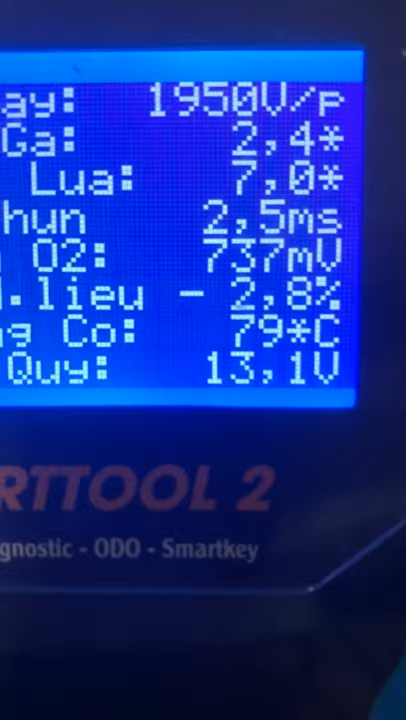 ay: 1950V/p
Ga: 2,4*
Lua: 7,0*
hun 2,5ms
O2: 737mV
.lieu - 2,8%
g Co: 79*C
Quy: 13,1V
RTTOOL 2
gnostic - ODO - Smartkey